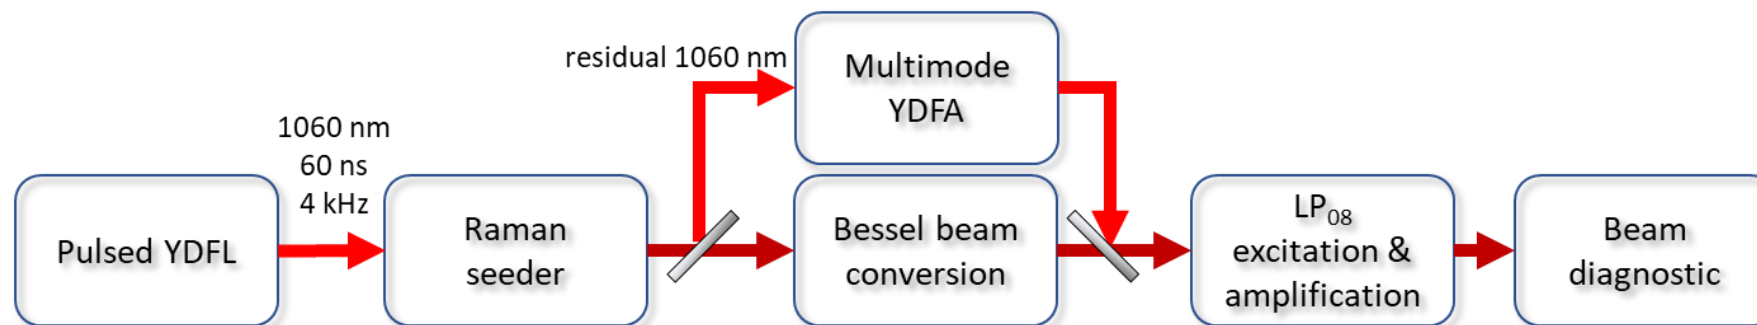 residual 1060 nm
Multimode
YDFA
1060 nm
60 ns
4 kHz
Pulsed YDFL
Raman
seeder
Bessel beam
conversion
LP₀₈
excitation &
amplification
Beam
diagnostic